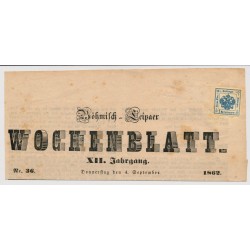 Böhmisch-Leipaer
WOCHENBLATT.
XII. Jahrgang.
Nr. 36. Donnerstag den 4. September 1862.